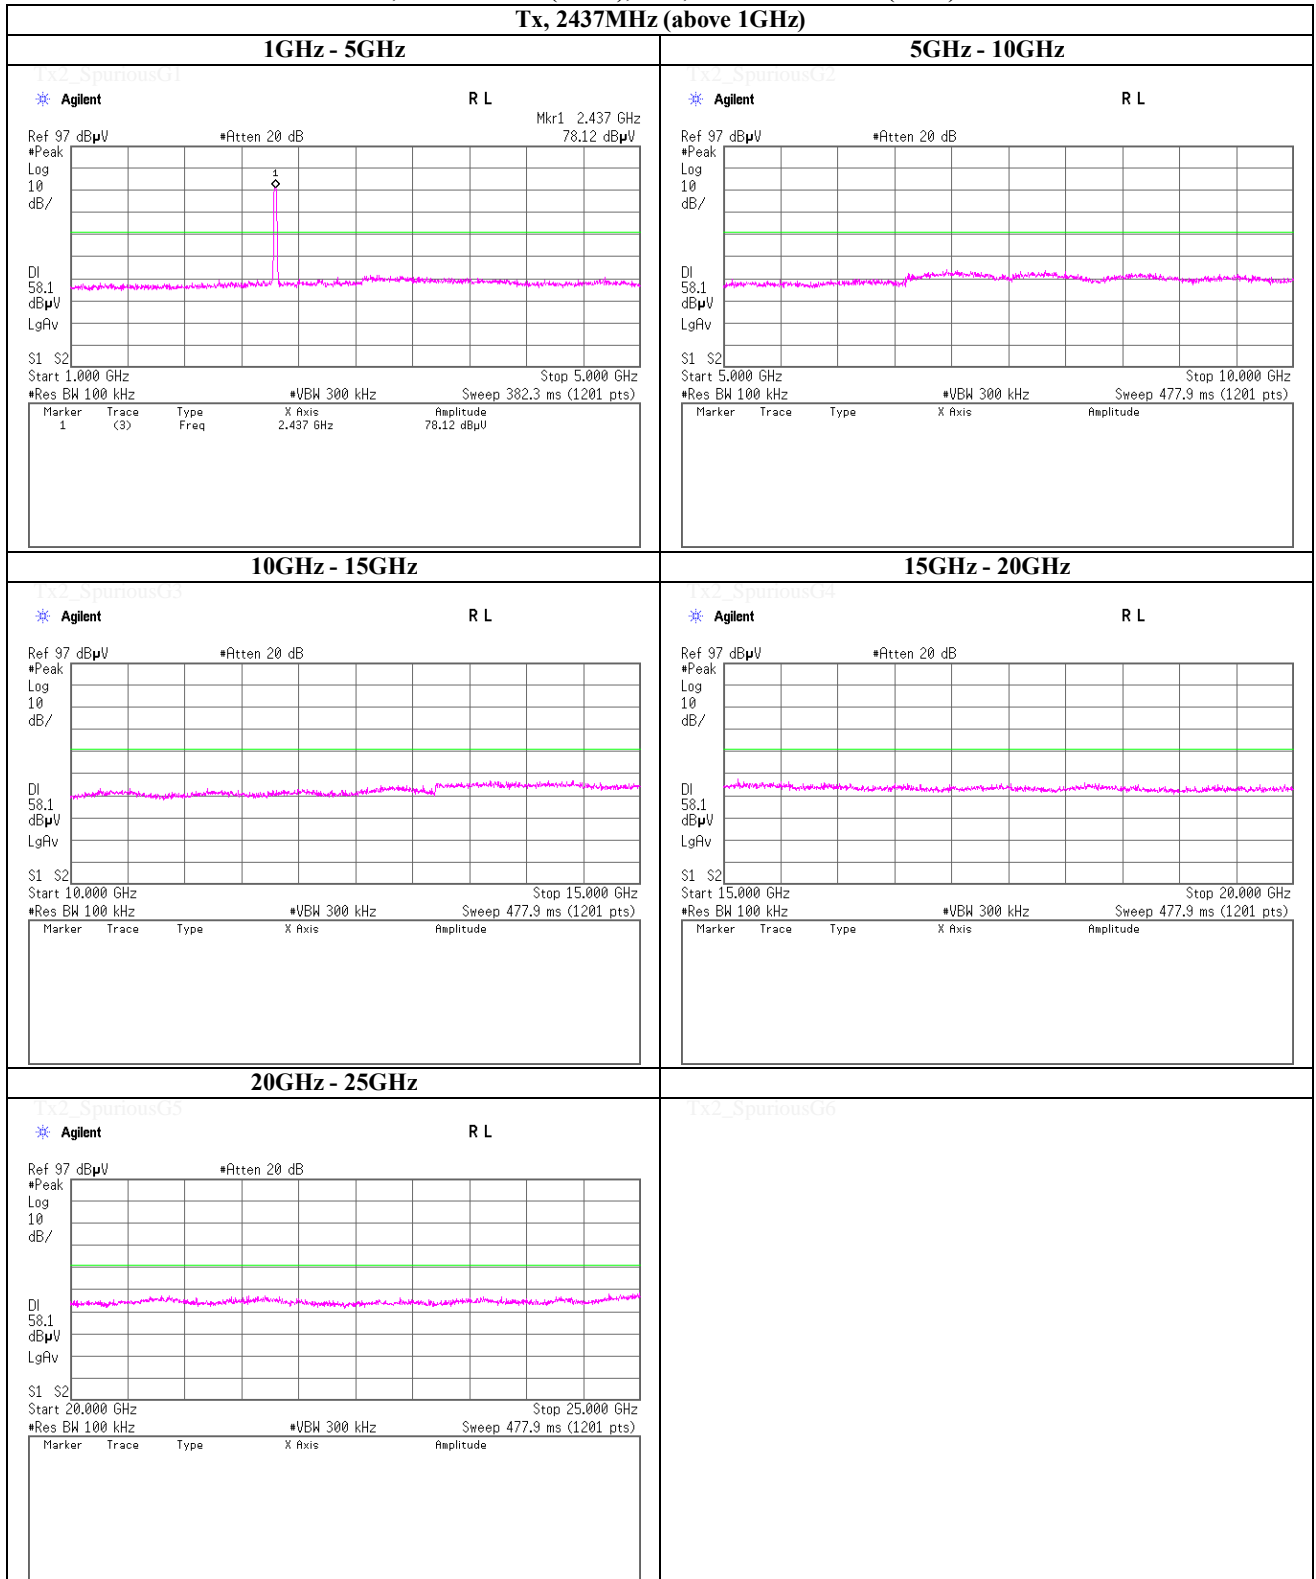 Tx, 2437MHz (above 1GHz)
1GHz - 5GHz
Tx2_SpuriousG1
Agilent R L
Mkr1 2.437 GHz
Ref 97 dBµV #Atten 20 dB 78.12 dBµV
#Peak
Log
10
dB/
1
DI
58.1
dBµV
LgAv
S1 S2
Start 1.000 GHz Stop 5.000 GHz
#Res BW 100 kHz #VBW 300 kHz Sweep 382.3 ms (1201 pts)
Marker Trace Type X Axis Amplitude
1 (3) Freq 2.437 GHz 78.12 dBµV
5GHz - 10GHz
Tx2_SpuriousG2
Agilent R L
Ref 97 dBµV #Atten 20 dB
#Peak
Log
10
dB/
DI
58.1
dBµV
LgAv
S1 S2
Start 5.000 GHz Stop 10.000 GHz
#Res BW 100 kHz #VBW 300 kHz Sweep 477.9 ms (1201 pts)
Marker Trace Type X Axis Amplitude
10GHz - 15GHz
Tx2_SpuriousG3
Agilent R L
Ref 97 dBµV #Atten 20 dB
#Peak
Log
10
dB/
DI
58.1
dBµV
LgAv
S1 S2
Start 10.000 GHz Stop 15.000 GHz
#Res BW 100 kHz #VBW 300 kHz Sweep 477.9 ms (1201 pts)
Marker Trace Type X Axis Amplitude
15GHz - 20GHz
Tx2_SpuriousG4
Agilent R L
Ref 97 dBµV #Atten 20 dB
#Peak
Log
10
dB/
DI
58.1
dBµV
LgAv
S1 S2
Start 15.000 GHz Stop 20.000 GHz
#Res BW 100 kHz #VBW 300 kHz Sweep 477.9 ms (1201 pts)
Marker Trace Type X Axis Amplitude
20GHz - 25GHz
Tx2_SpuriousG5
Agilent R L
Ref 97 dBµV #Atten 20 dB
#Peak
Log
10
dB/
DI
58.1
dBµV
LgAv
S1 S2
Start 20.000 GHz Stop 25.000 GHz
#Res BW 100 kHz #VBW 300 kHz Sweep 477.9 ms (1201 pts)
Marker Trace Type X Axis Amplitude
Tx2_SpuriousG6